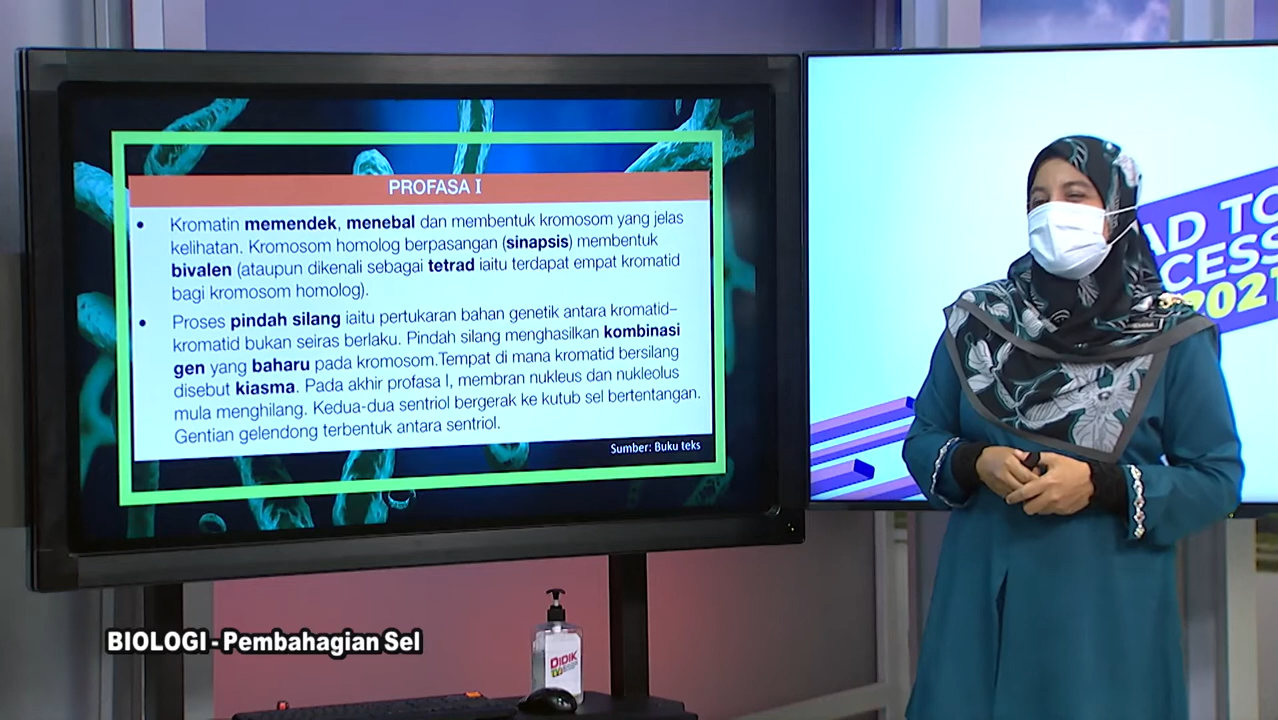 PROFASA I
• Kromatin memendek, menebal dan membentuk kromosom yang jelas
kelihatan. Kromosom homolog berpasangan (sinapsis) membentuk
bivalen (ataupun dikenali sebagai tetrad iaitu terdapat empat kromatid
bagi kromosom homolog).
• Proses pindah silang iaitu pertukaran bahan genetik antara kromatid–
kromatid bukan seiras berlaku. Pindah silang menghasilkan kombinasi
gen yang baharu pada kromosom.Tempat di mana kromatid bersilang
disebut kiasma. Pada akhir profasa I, membran nukleus dan nukleolus
mula menghilang. Kedua-dua sentriol bergerak ke kutub sel bertentangan.
Gentian gelendong terbentuk antara sentriol.
Sumber: Buku teks
AD TO
CESS
2021
BIOLOGI - Pembahagian Sel
DIDIK